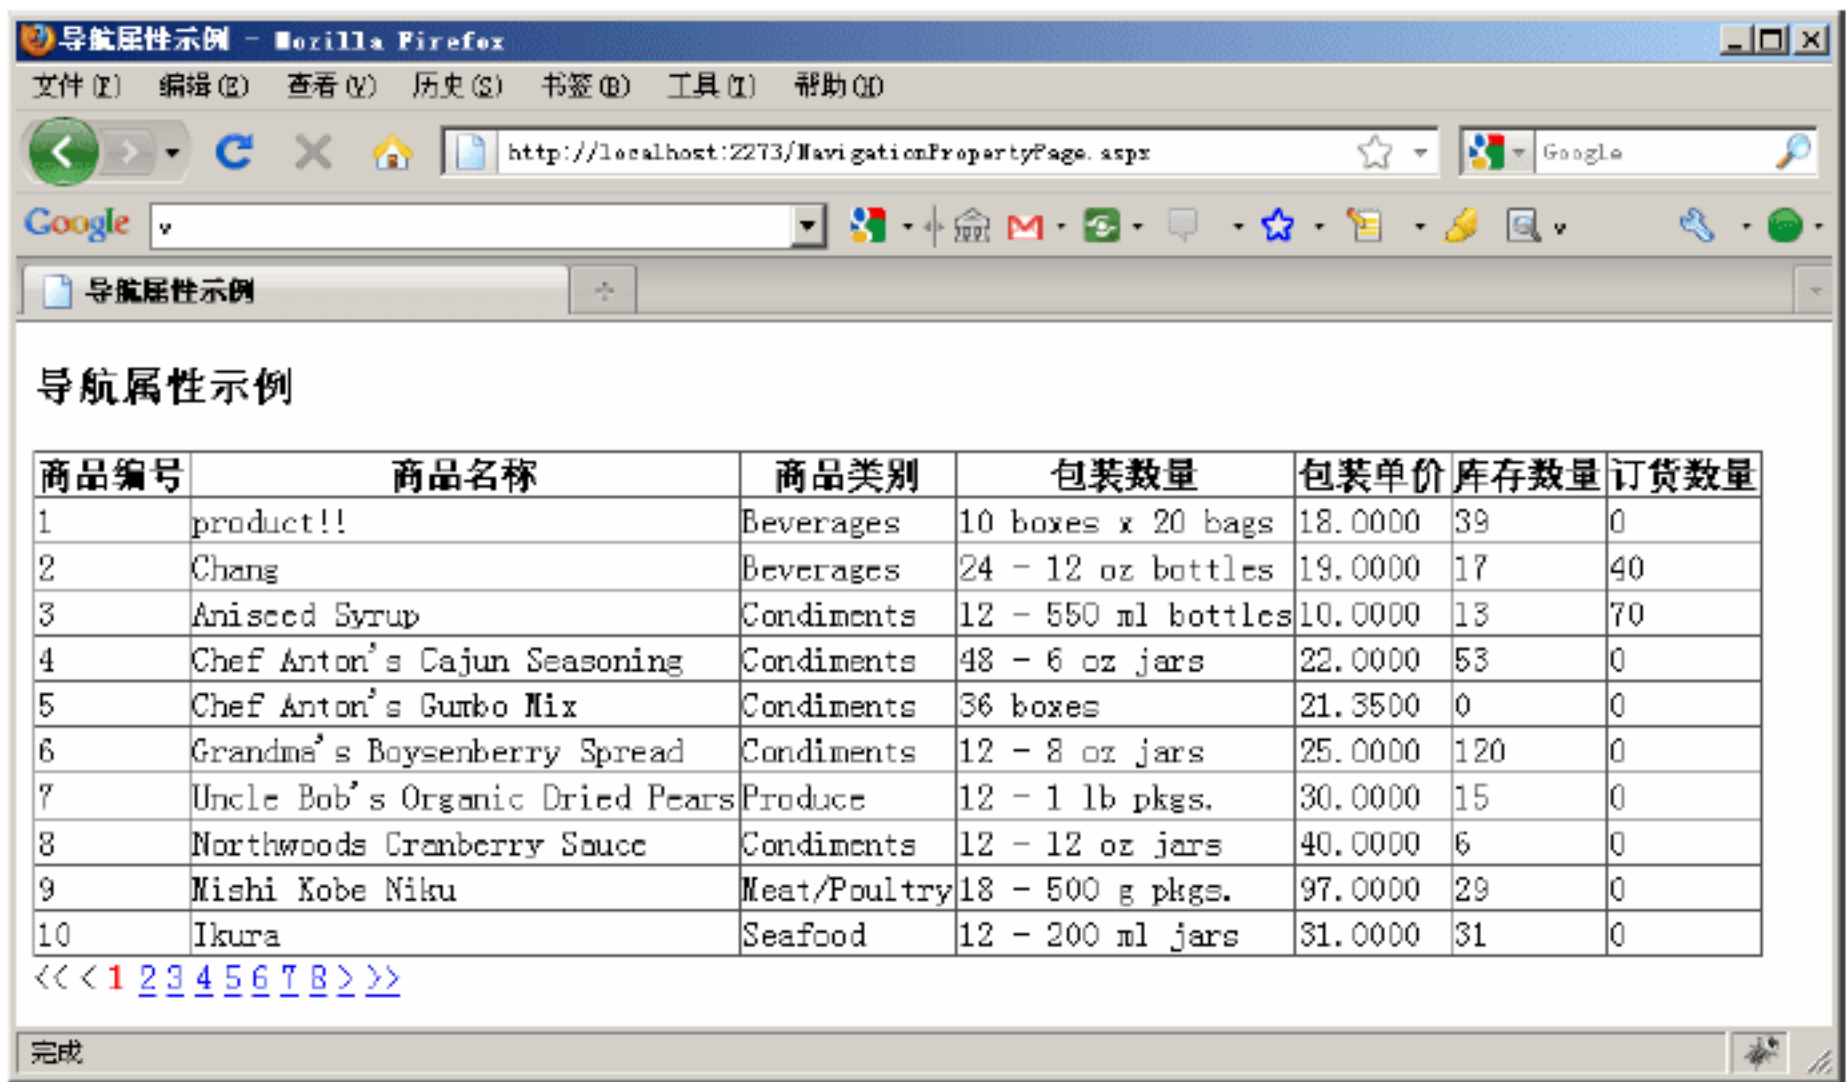 导航属性示例 - Mozilla Firefox
文件(F) 编辑(E) 查看(V) 历史(S) 书签(B) 工具(T) 帮助(H)
http://localhost:2273/NavigationPropertyPage.aspx Google
Google v
导航属性示例
导航属性示例
商品编号 商品名称 商品类别 包装数量 包装单价 库存数量 订货数量
1 product!! Beverages 10 boxes x 20 bags 18.0000 39 0
2 Chang Beverages 24 - 12 oz bottles 19.0000 17 40
3 Aniseed Syrup Condiments 12 - 550 ml bottles 10.0000 13 70
4 Chef Anton's Cajun Seasoning Condiments 48 - 6 oz jars 22.0000 53 0
5 Chef Anton's Gumbo Mix Condiments 36 boxes 21.3500 0 0
6 Grandma's Boysenberry Spread Condiments 12 - 8 oz jars 25.0000 120 0
7 Uncle Bob's Organic Dried Pears Produce 12 - 1 lb pkgs. 30.0000 15 0
8 Northwoods Cranberry Sauce Condiments 12 - 12 oz jars 40.0000 6 0
9 Mishi Kobe Niku Meat/Poultry 18 - 500 g pkgs. 97.0000 29 0
10 Ikura Seafood 12 - 200 ml jars 31.0000 31 0
<< < 1 2 3 4 5 6 7 8 > >>
完成